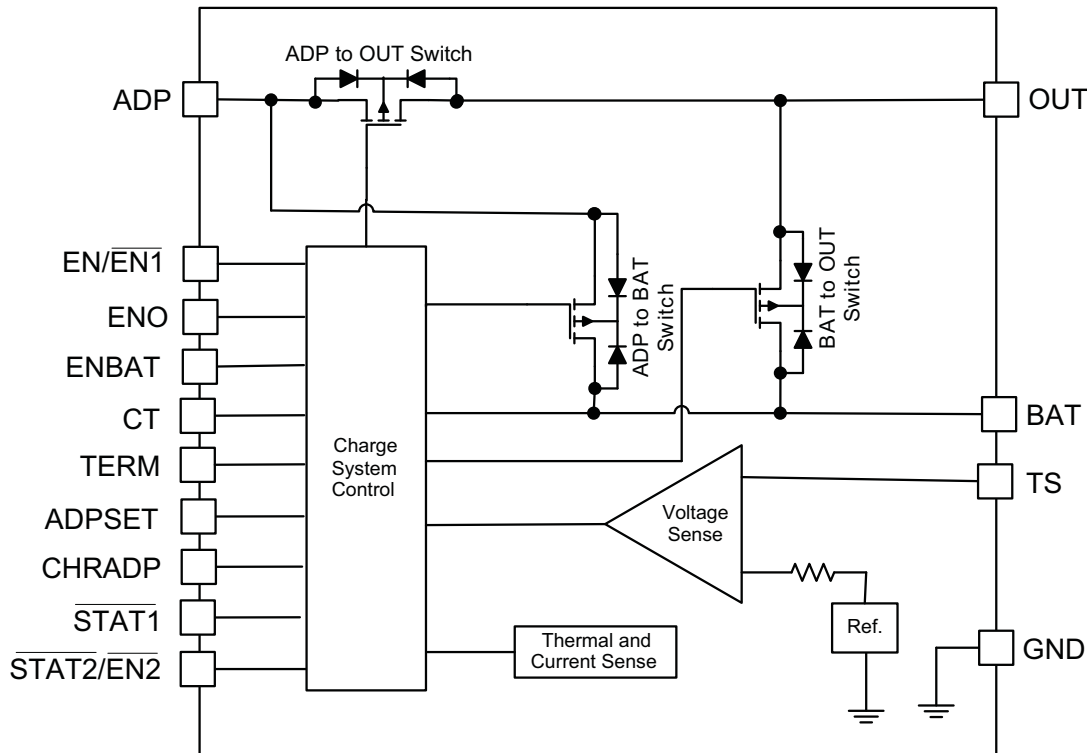 ADP to OUT Switch
ADP
OUT
EN/EN1
ENO
ENBAT
CT
TERM
ADPSET
CHRADP
STAT1
STAT2/EN2
Charge
System
Control
ADP to BAT
Switch
BAT to OUT
Switch
BAT
TS
Voltage
Sense
Ref.
Thermal and
Current Sense
GND